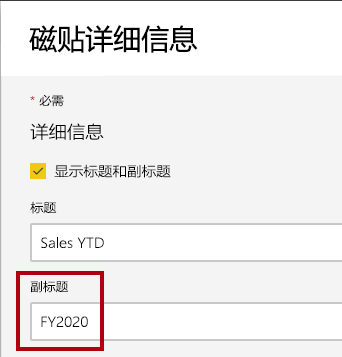 磁贴详细信息
* 必需
详细信息
显示标题和副标题
标题
Sales YTD
副标题
FY2020